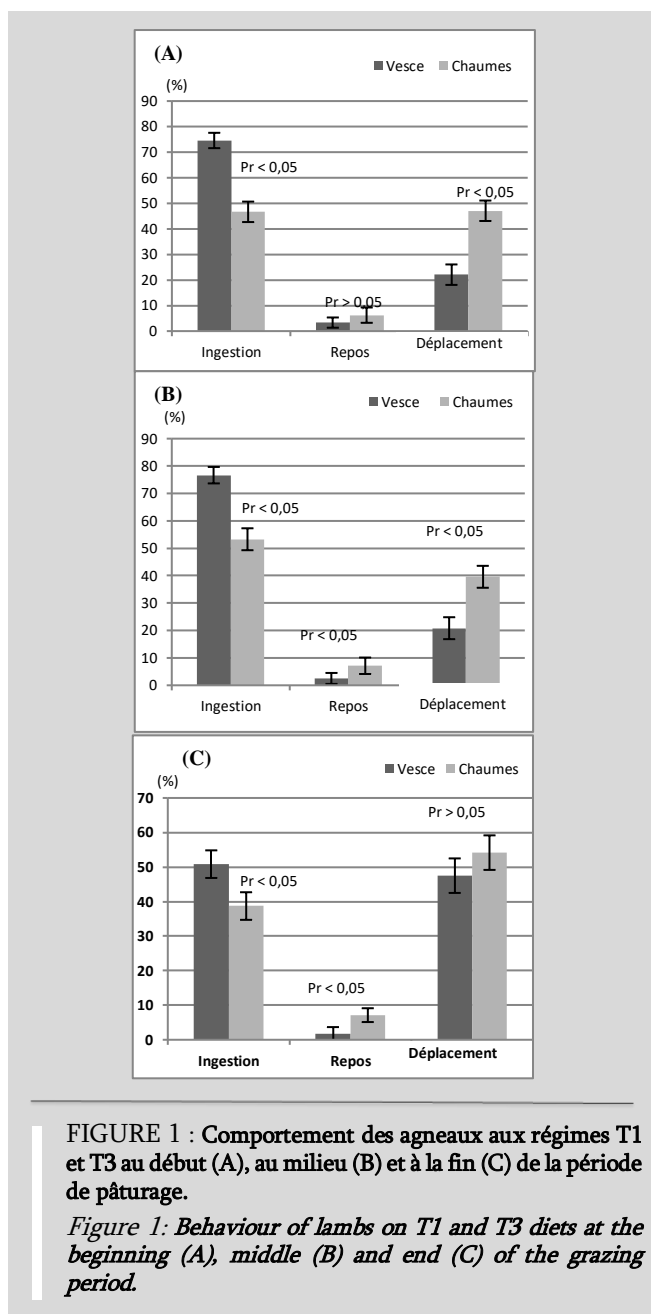 (A)
Vesce Chaumes
(%)
90
80
70
60
50
40
30
20
10
0
Pr < 0,05
Pr > 0,05
Pr < 0,05
Ingestion Repos Déplacement
(B)
Vesce Chaumes
(%)
90
80
70
60
50
40
30
20
10
0
Pr < 0,05
Pr < 0,05
Pr < 0,05
Ingestion Repos Déplacement
(C)
Vesce Chaumes
(%)
70
60
50
40
30
20
10
0
Pr < 0,05
Pr < 0,05
Pr > 0,05
Ingestion Repos Déplacement
FIGURE 1 : Comportement des agneaux aux régimes T1
et T3 au début (A), au milieu (B) et à la fin (C) de la période
de pâturage.
Figure 1: Behaviour of lambs on T1 and T3 diets at the
beginning (A), middle (B) and end (C) of the grazing
period.